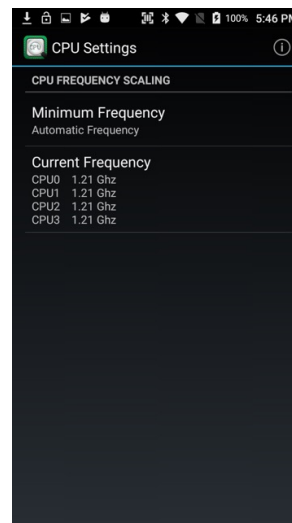 100% 5:46 PM
CPU Settings
CPU FREQUENCY SCALING
Minimum Frequency
Automatic Frequency
Current Frequency
CPU0 1.21 Ghz
CPU1 1.21 Ghz
CPU2 1.21 Ghz
CPU3 1.21 Ghz